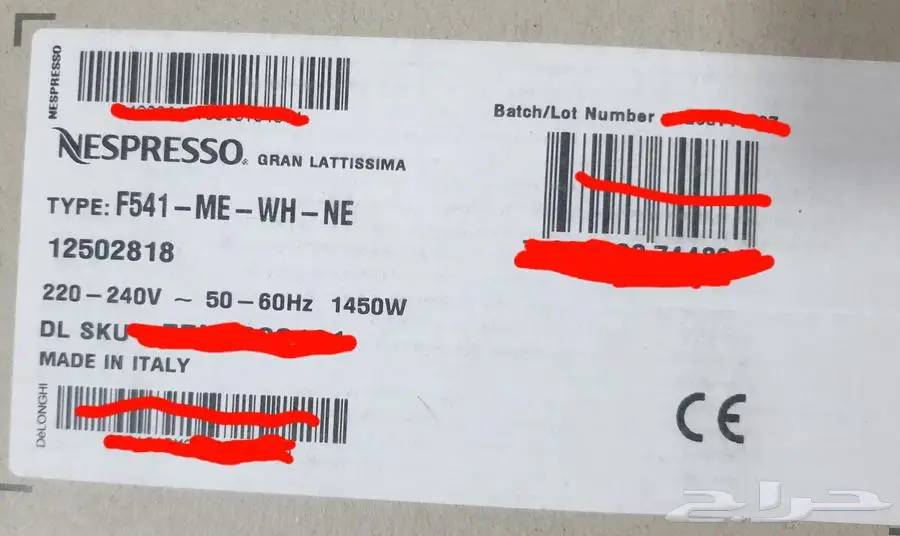 NESPRESSO
NESPRESSO. GRAN LATTISSIMA
TYPE: F541-ME-WH-NE
12502818
220-240V ~ 50-60Hz 1450W
DL SKU
MADE IN ITALY
DeLONGHI
Batch/Lot Number
CE
حراج